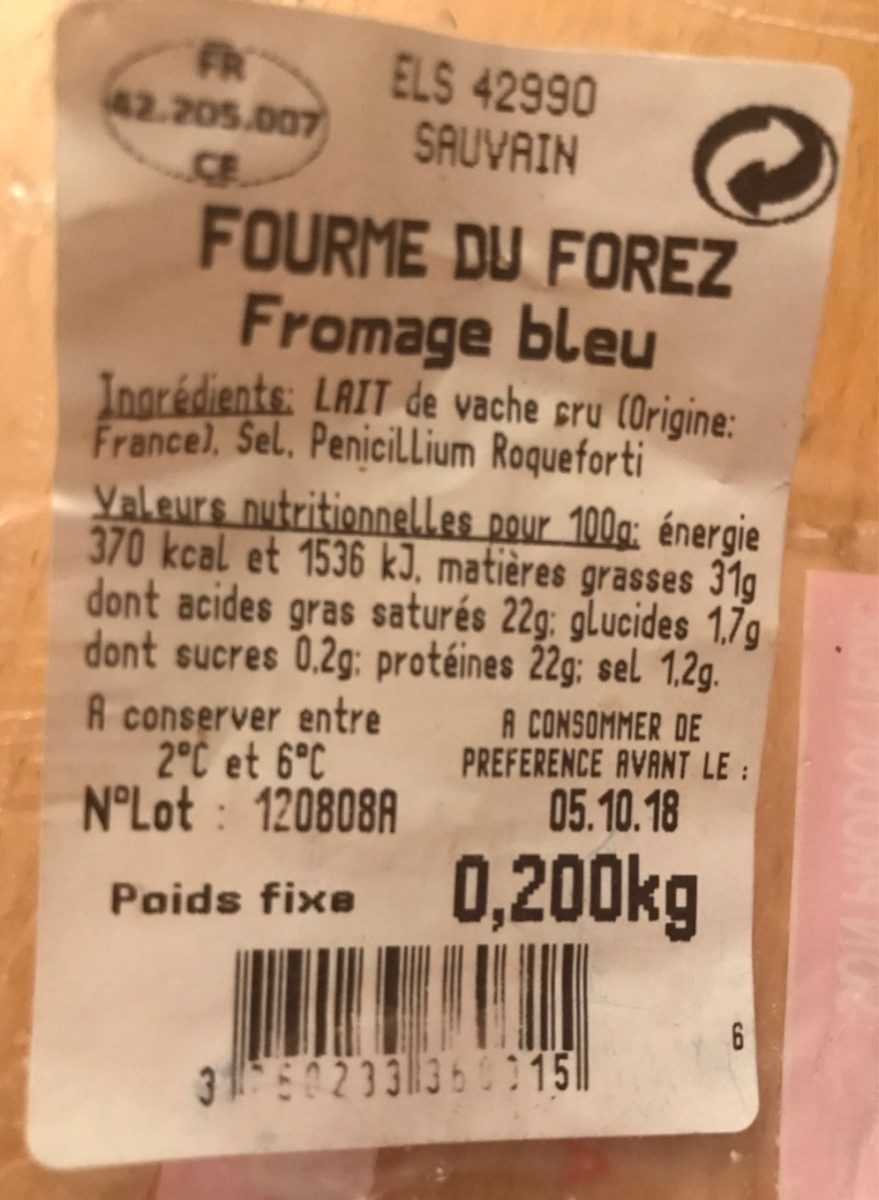 FR
42.205.007
CE
ELS 42990
SAUVAIN
FOURME DU FOREZ
Fromage bleu
Ingrédients: LAIT de vache cru (Origine:
France), Sel, Penicillium Roqueforti
Valeurs nutritionnelles pour 100g: énergie
370 kcal et 1536 kJ, matières grasses 31g
dont acides gras saturés 22g; glucides 1,7g
dont sucres 0,2g; protéines 22g; sel 1,2g.
A conserver entre
2°C et 6°C
A CONSOMMER DE
PREFERENCE AVANT LE :
N°Lot : 120808A
05.10.18
Poids fixe
0,200kg
6